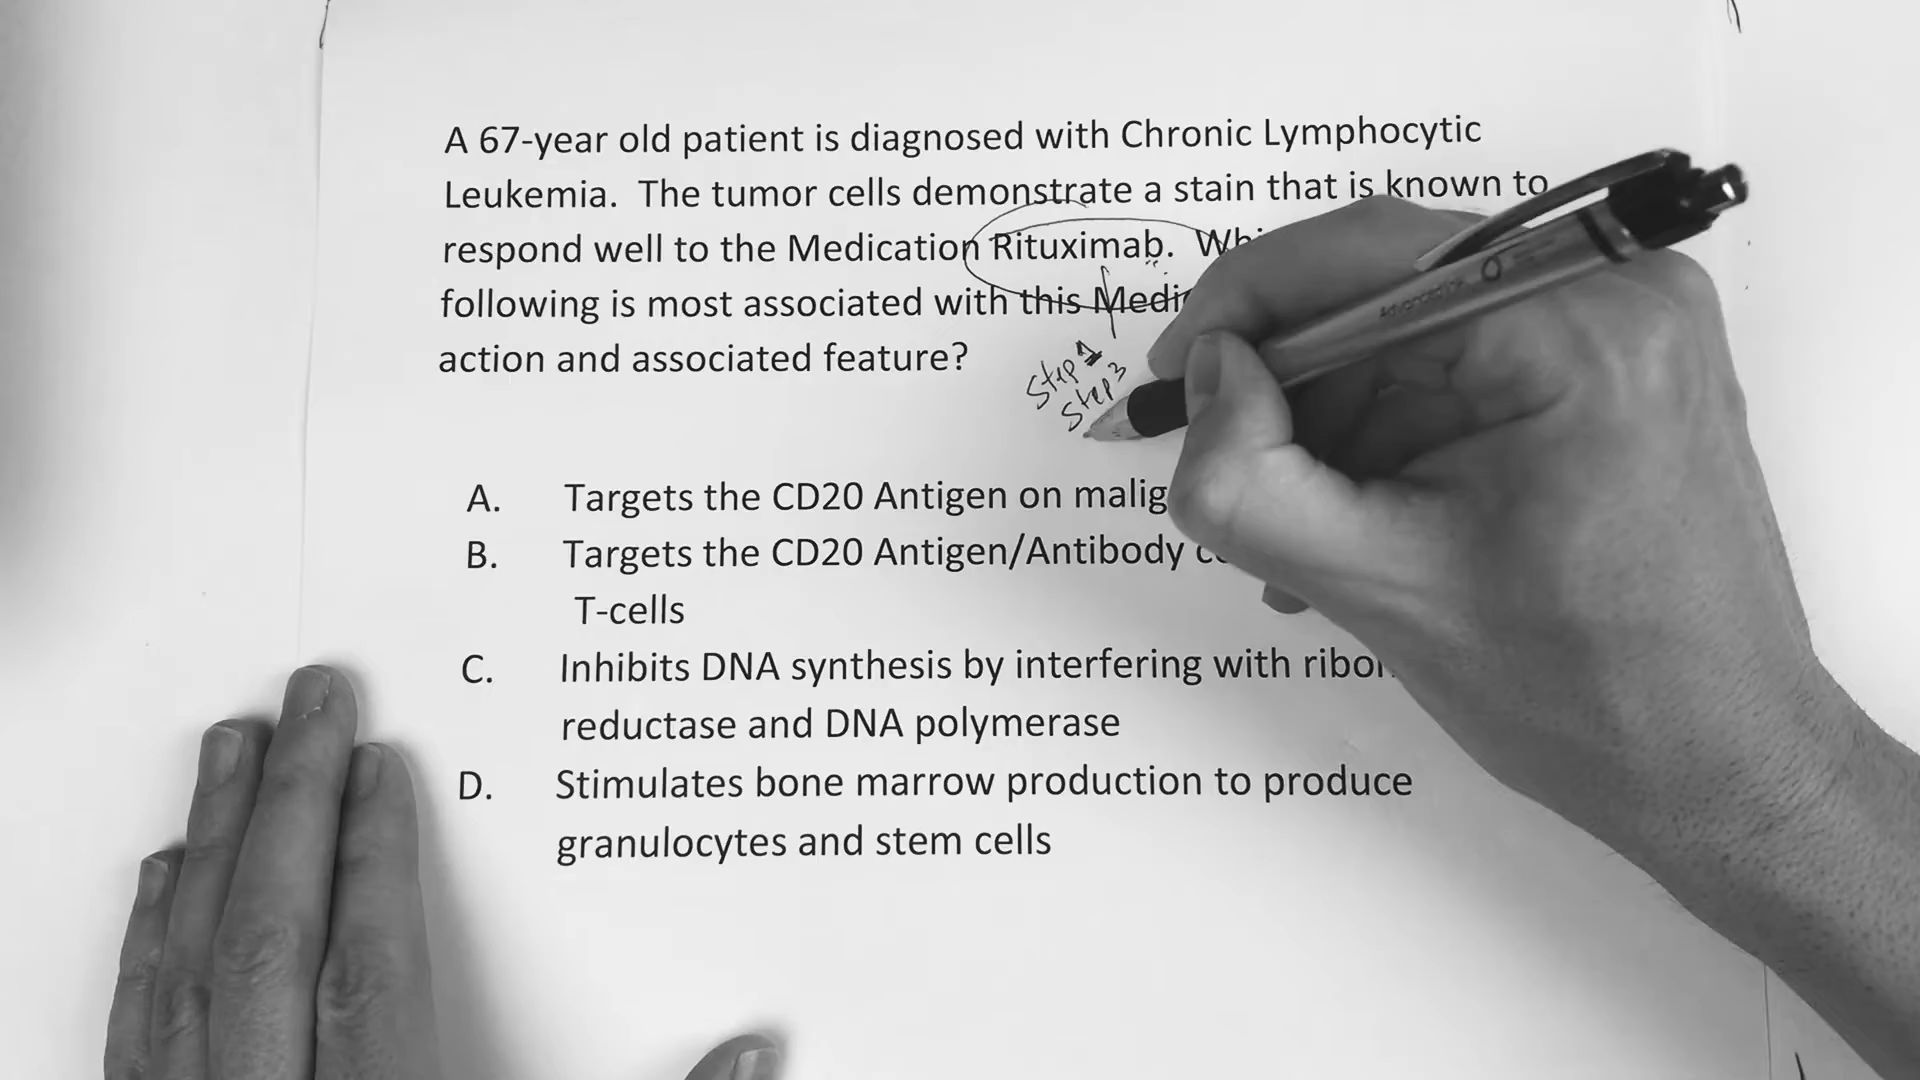 A 67-year old patient is diagnosed with Chronic Lymphocytic
Leukemia. The tumor cells demonstrate a stain that is known to
respond well to the Medication Rituximab.
following is most associated with this
action and associated feature?
Step 1
Step 3
A. Targets the CD20 Antigen on
B. Targets the CD20 Antigen/Antibody
T-cells
C. Inhibits DNA synthesis by interfering with
reductase and DNA polymerase
D. Stimulates bone marrow production to produce
granulocytes and stem cells